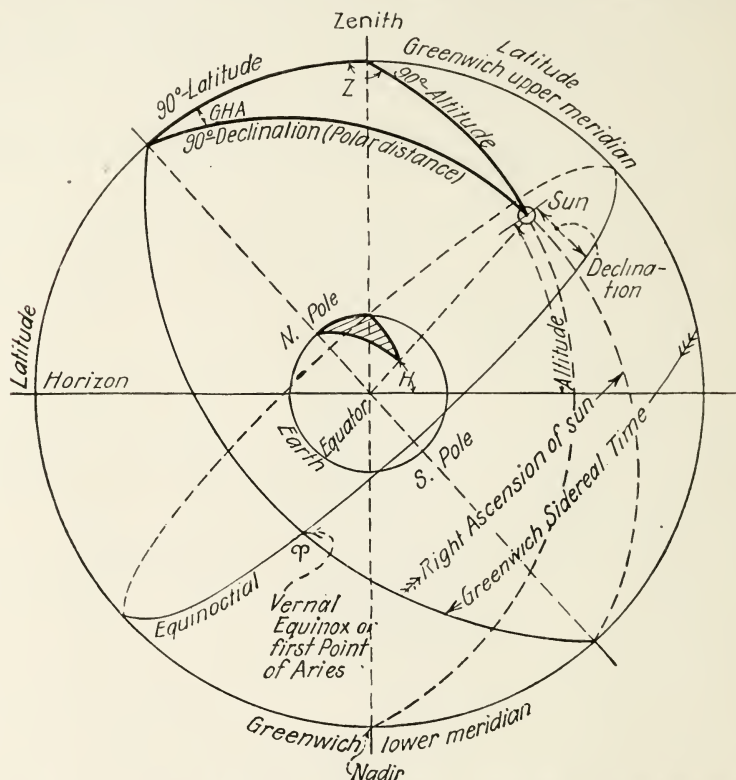 Zenith
Latitude
Greenwich upper meridian
90°-Latitude
Z
90°-Altitude
GHA
90°-Declination (Polar distance)
Sun
Declina-
tion
N. Pole
Latitude
Horizon
H
Altitude
Earth
Equator
S. Pole
Right Ascension of sun
Greenwich Sidereal Time
♈
Equinoctial
Vernal
Equinox or
first Point
of Aries
Greenwich lower meridian
Nadir